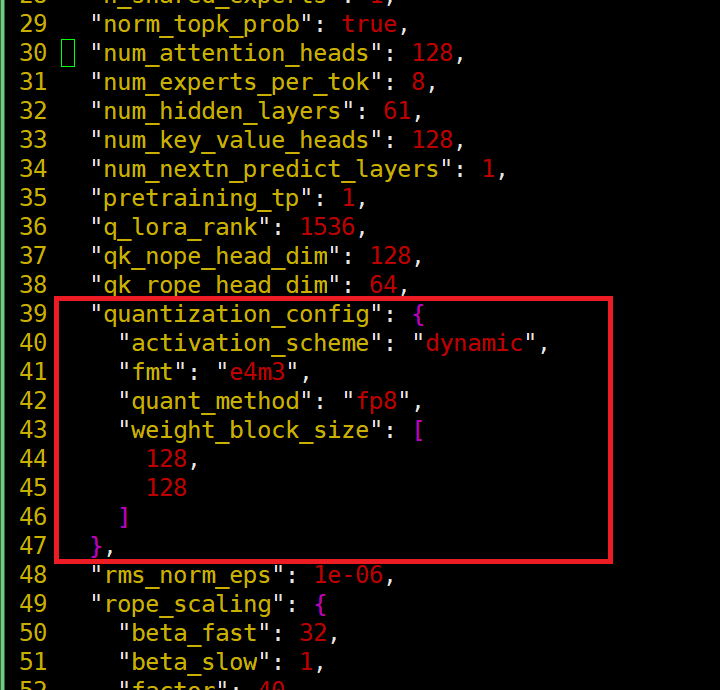 28 "n_shared_experts": 1,
29 "norm_topk_prob": true,
30 "num_attention_heads": 128,
31 "num_experts_per_tok": 8,
32 "num_hidden_layers": 61,
33 "num_key_value_heads": 128,
34 "num_nextn_predict_layers": 1,
35 "pretraining_tp": 1,
36 "q_lora_rank": 1536,
37 "qk_nope_head_dim": 128,
38 "qk_rope_head_dim": 64,
39 "quantization_config": {
40 "activation_scheme": "dynamic",
41 "fmt": "e4m3",
42 "quant_method": "fp8",
43 "weight_block_size": [
44 128,
45 128
46 ]
47 },
48 "rms_norm_eps": 1e-06,
49 "rope_scaling": {
50 "beta_fast": 32,
51 "beta_slow": 1,
52 "factor": 40